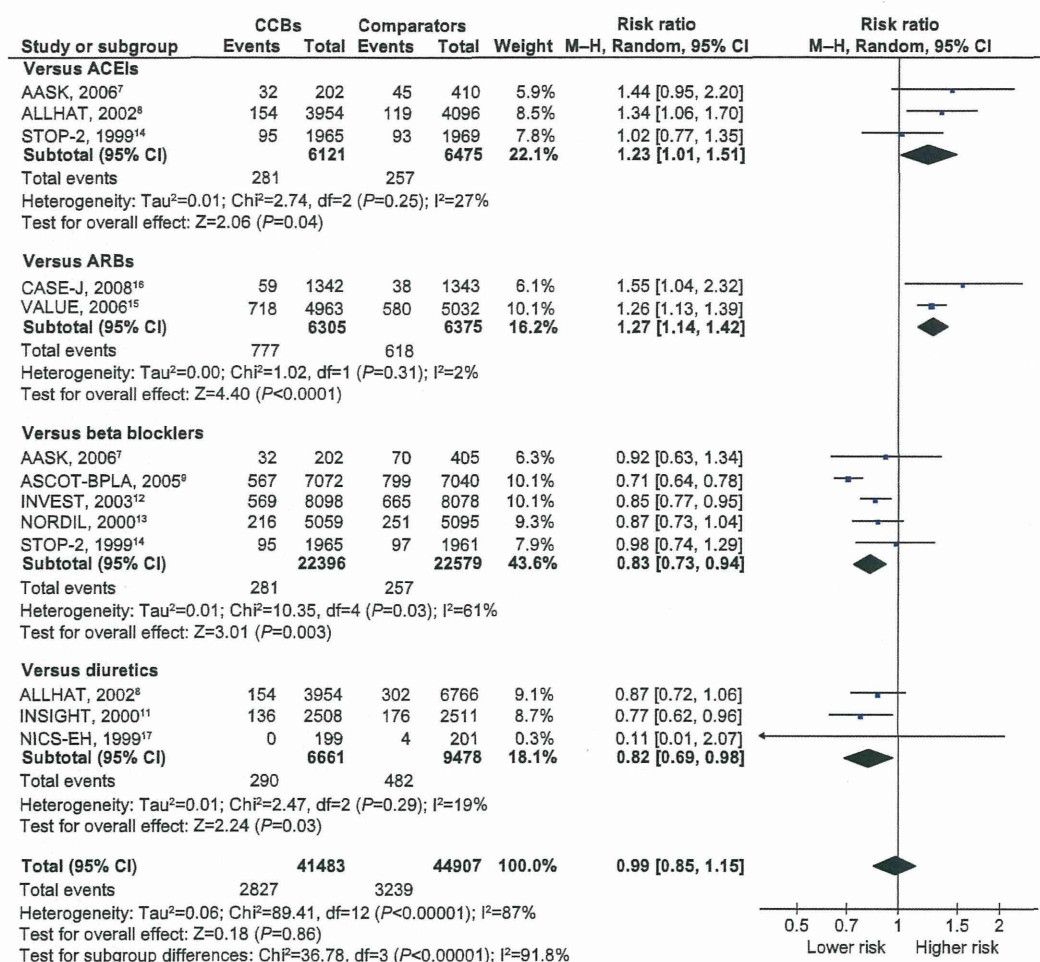 CCBs Comparators Risk ratio Risk ratio
Study or subgroup Events Total Events Total Weight M–H, Random, 95% CI M–H, Random, 95% CI
Versus ACEIs
AASK, 2006⁷ 32 202 45 410 5.9% 1.44 [0.95, 2.20]
ALLHAT, 2002⁸ 154 3954 119 4096 8.5% 1.34 [1.06, 1.70]
STOP-2, 1999¹⁴ 95 1965 93 1969 7.8% 1.02 [0.77, 1.35]
Subtotal (95% CI) 6121 6475 22.1% 1.23 [1.01, 1.51]
Total events 281 257
Heterogeneity: Tau²=0.01; Chi²=2.74, df=2 (P=0.25); I²=27%
Test for overall effect: Z=2.06 (P=0.04)
Versus ARBs
CASE-J, 2008¹⁶ 59 1342 38 1343 6.1% 1.55 [1.04, 2.32]
VALUE, 2006¹⁵ 718 4963 580 5032 10.1% 1.26 [1.13, 1.39]
Subtotal (95% CI) 6305 6375 16.2% 1.27 [1.14, 1.42]
Total events 777 618
Heterogeneity: Tau²=0.00; Chi²=1.02, df=1 (P=0.31); I²=2%
Test for overall effect: Z=4.40 (P<0.0001)
Versus beta blocklers
AASK, 2006⁷ 32 202 70 405 6.3% 0.92 [0.63, 1.34]
ASCOT-BPLA, 2005⁹ 567 7072 799 7040 10.1% 0.71 [0.64, 0.78]
INVEST, 2003¹² 569 8098 665 8078 10.1% 0.85 [0.77, 0.95]
NORDIL, 2000¹³ 216 5059 251 5095 9.3% 0.87 [0.73, 1.04]
STOP-2, 1999¹⁴ 95 1965 97 1961 7.9% 0.98 [0.74, 1.29]
Subtotal (95% CI) 22396 22579 43.6% 0.83 [0.73, 0.94]
Total events 281 257
Heterogeneity: Tau²=0.01; Chi²=10.35, df=4 (P=0.03); I²=61%
Test for overall effect: Z=3.01 (P=0.003)
Versus diuretics
ALLHAT, 2002⁸ 154 3954 302 6766 9.1% 0.87 [0.72, 1.06]
INSIGHT, 2000¹¹ 136 2508 176 2511 8.7% 0.77 [0.62, 0.96]
NICS-EH, 1999¹⁷ 0 199 4 201 0.3% 0.11 [0.01, 2.07]
Subtotal (95% CI) 6661 9478 18.1% 0.82 [0.69, 0.98]
Total events 290 482
Heterogeneity: Tau²=0.01; Chi²=2.47, df=2 (P=0.29); I²=19%
Test for overall effect: Z=2.24 (P=0.03)
Total (95% CI) 41483 44907 100.0% 0.99 [0.85, 1.15]
Total events 2827 3239
Heterogeneity: Tau²=0.06; Chi²=89.41, df=12 (P<0.00001); I²=87%
Test for overall effect: Z=0.18 (P=0.86)
Test for subgroup differences: Chi²=36.78, df=3 (P<0.00001); I²=91.8%
0.5 0.7 1 1.5 2
Lower risk Higher risk